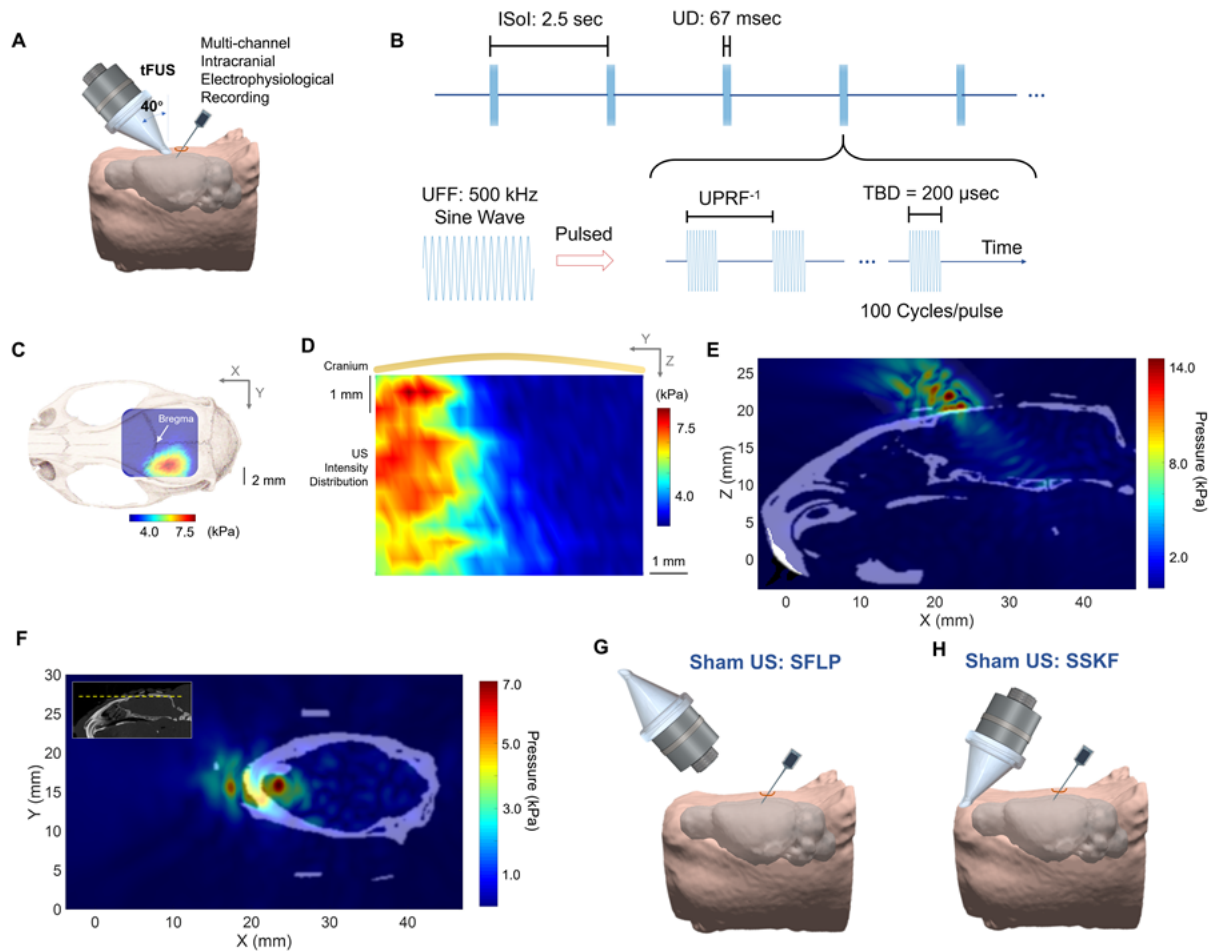 A
tFUS
40°
Multi-channel
Intracranial
Electrophysiological
Recording
B
ISoI: 2.5 sec
UD: 67 msec
...
UFF: 500 kHz
Sine Wave
Pulsed
UPRF-1
TBD = 200 µsec
...
Time
100 Cycles/pulse
C
X
Y
Bregma
2 mm
4.0 7.5 (kPa)
D
Cranium
Y
Z
1 mm
US
Intensity
Distribution
(kPa)
7.5
4.0
1 mm
E
25
20
15
10
5
0
Z (mm)
0 10 20 30 40
X (mm)
14.0
8.0
2.0
Pressure (kPa)
F
30
25
20
15
10
5
0
Y (mm)
0 10 20 30 40
X (mm)
7.0
5.0
3.0
1.0
Pressure (kPa)
G
Sham US: SFLP
H
Sham US: SSKF